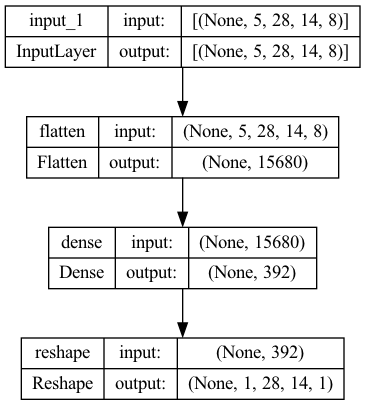 input_1 input: [(None, 5, 28, 14, 8)]
InputLayer output: [(None, 5, 28, 14, 8)]
flatten input: (None, 5, 28, 14, 8)
Flatten output: (None, 15680)
dense input: (None, 15680)
Dense output: (None, 392)
reshape input: (None, 392)
Reshape output: (None, 1, 28, 14, 1)